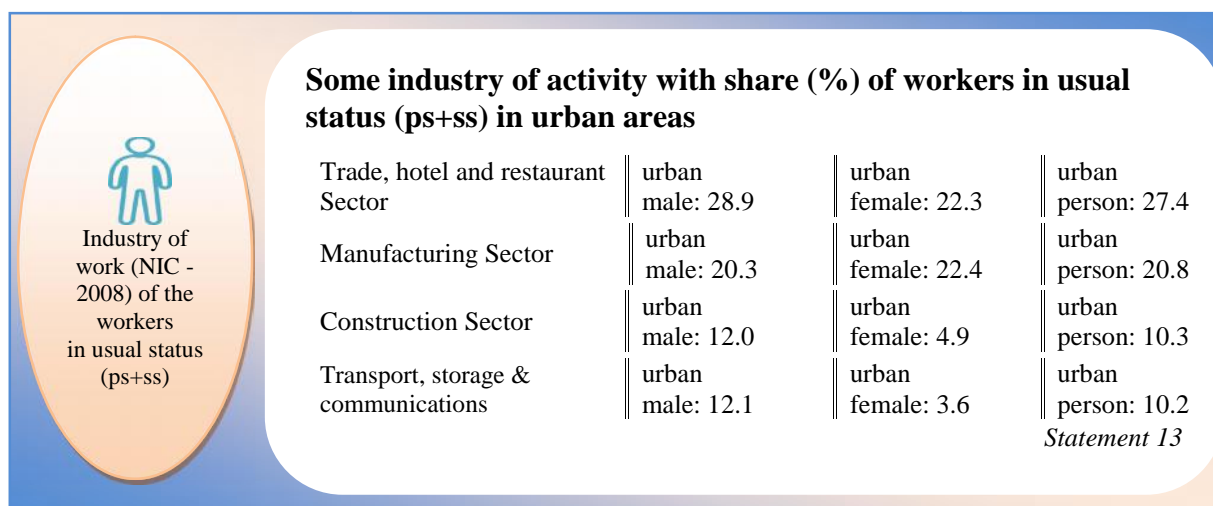 Industry of
work (NIC -
2008) of the
workers
in usual status
(ps+ss)
Some industry of activity with share (%) of workers in usual
status (ps+ss) in urban areas
Trade, hotel and restaurant
Sector
urban
male: 28.9
urban
female: 22.3
urban
person: 27.4
Manufacturing Sector
urban
male: 20.3
urban
female: 22.4
urban
person: 20.8
Construction Sector
urban
male: 12.0
urban
female: 4.9
urban
person: 10.3
Transport, storage &
communications
urban
male: 12.1
urban
female: 3.6
urban
person: 10.2
Statement 13